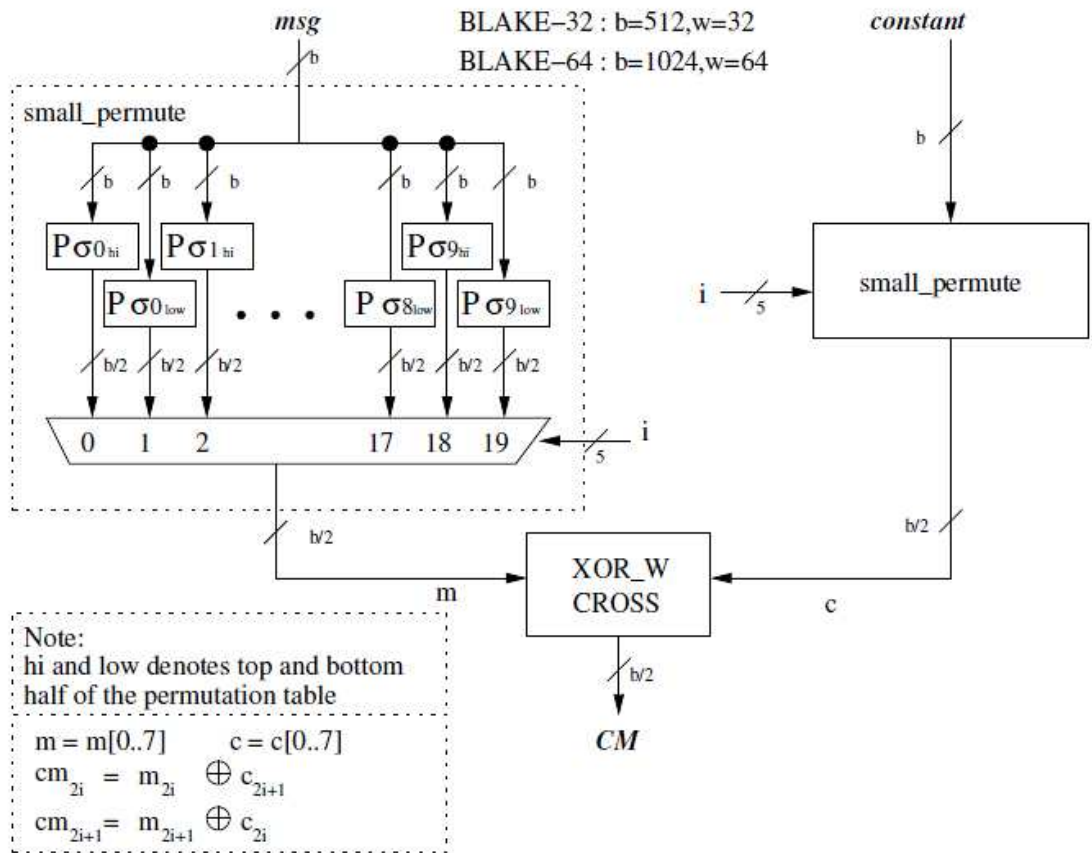 msg BLAKE−32 : b=512,w=32 constant
b BLAKE−64 : b=1024,w=64
small_permute
b
b b b b b b
Pσ0hi Pσ1hi Pσ9hi
small_permute
i 5
P σ0low • • • P σ8low P σ9low
b/2 b/2 b/2 b/2 b/2 b/2
0 1 2 17 18 19 i
5
b/2
b/2
XOR_W
CROSS
m c
b/2
CM
Note:
hi and low denotes top and bottom
half of the permutation table
m = m[0..7] c = c[0..7]
cm2i = m2i ⊕ c2i+1
cm2i+1= m2i+1 ⊕ c2i